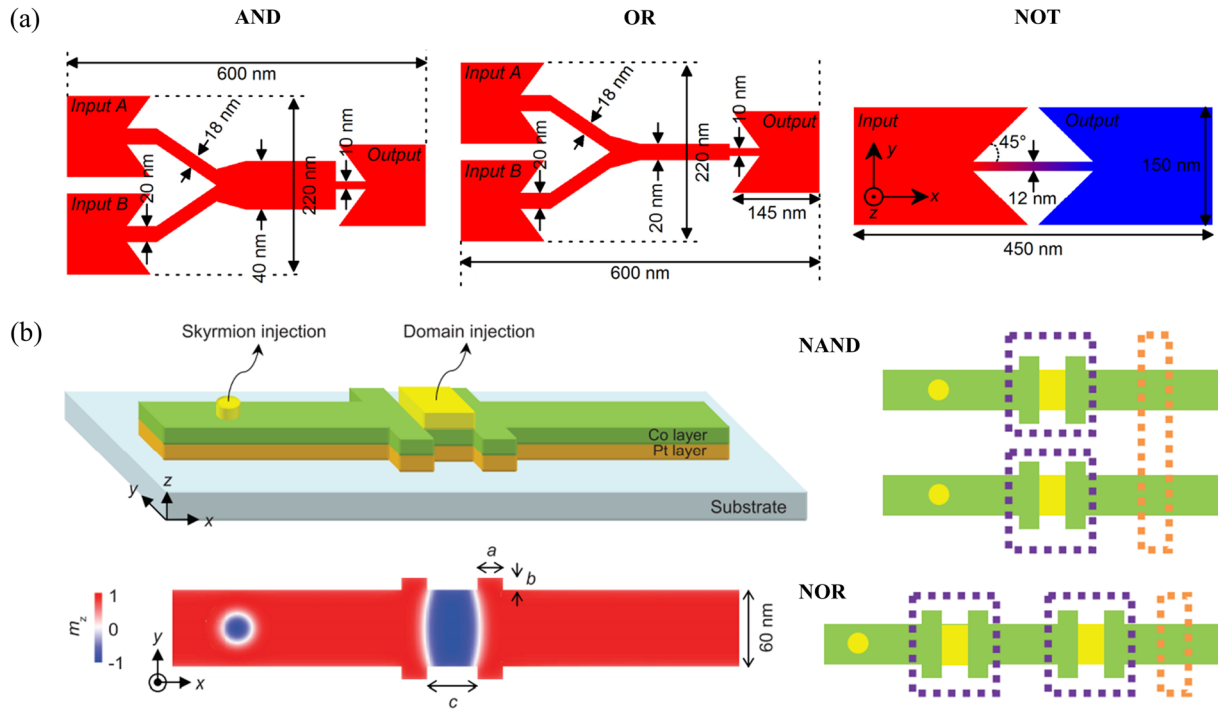 (a)
AND
OR
NOT
600 nm
Input A
18 nm
10 nm
Output
20 nm
220 nm
Input B
40 nm
Input A
18 nm
10 nm
Output
20 nm
220 nm
Input B
20 nm
145 nm
600 nm
Input
Output
45°
y
z
x
12 nm
150 nm
450 nm
(b)
Skyrmion injection
Domain injection
Co layer
Pt layer
Substrate
z
y
x
NAND
a
b
1
0
-1
m_z
y
x
c
60 nm
NOR